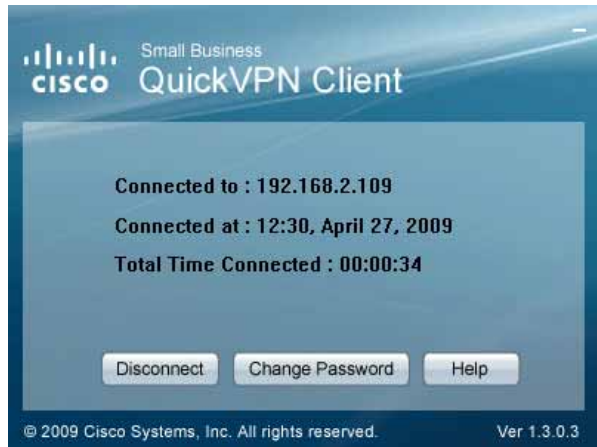 Small Business
CISCO QuickVPN Client
Connected to : 192.168.2.109
Connected at : 12:30, April 27, 2009
Total Time Connected : 00:00:34
Disconnect Change Password Help
© 2009 Cisco Systems, Inc. All rights reserved. Ver 1.3.0.3